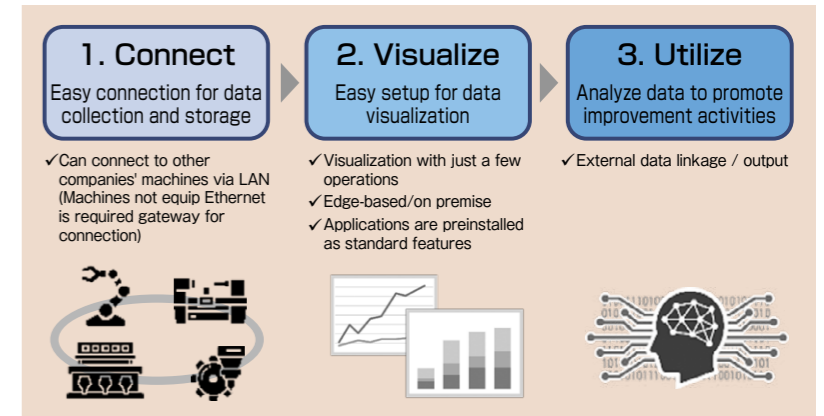 1. Connect
Easy connection for data
collection and storage
✓Can connect to other
companies' machines via LAN
(Machines not equip Ethernet
is required gateway for
connection)
2. Visualize
Easy setup for data
visualization
✓Visualization with just a few
operations
✓Edge-based/on premise
✓Applications are preinstalled
as standard features
3. Utilize
Analyze data to promote
improvement activities
✓External data linkage / output